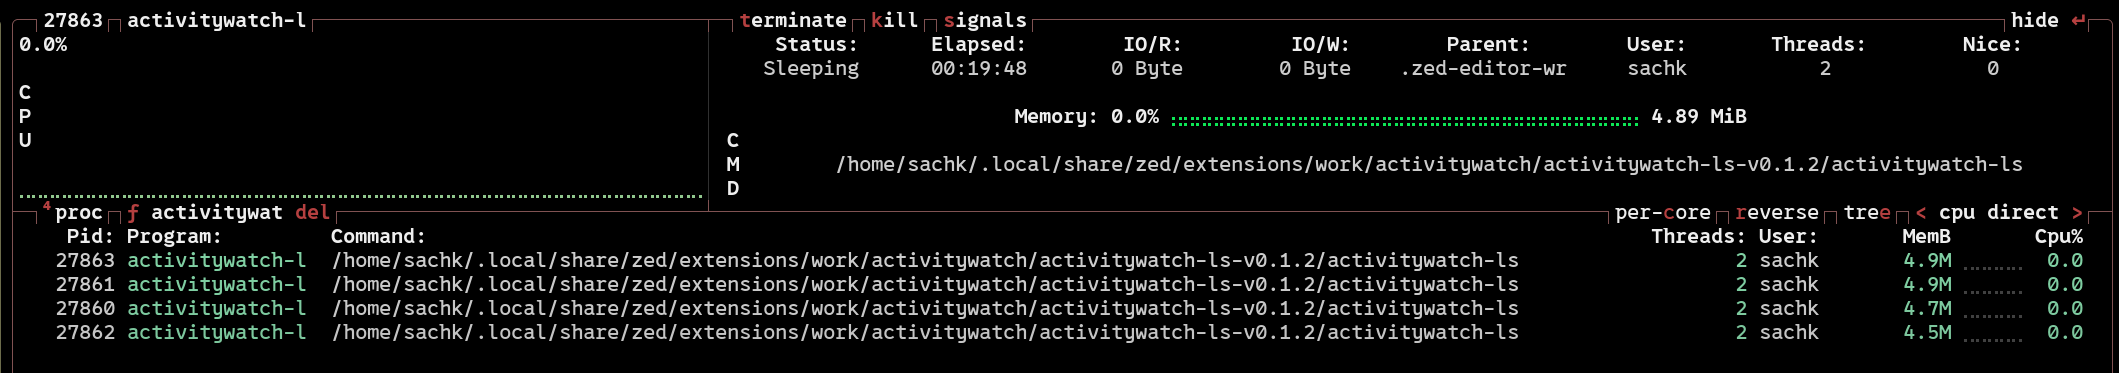 27863 activitywatch-l terminate kill signals hide ↵
0.0% Status: Elapsed: IO/R: IO/W: Parent: User: Threads: Nice:
Sleeping 00:19:48 0 Byte 0 Byte .zed-editor-wr sachk 2 0
C
P Memory: 0.0% 4.89 MiB
U C
M /home/sachk/.local/share/zed/extensions/work/activitywatch/activitywatch-ls-v0.1.2/activitywatch-ls
D
⁴proc f activitywat del per-core reverse tree < cpu direct >
Pid: Program: Command: Threads: User: MemB Cpu%
27863 activitywatch-l /home/sachk/.local/share/zed/extensions/work/activitywatch/activitywatch-ls-v0.1.2/activitywatch-ls 2 sachk 4.9M 0.0
27861 activitywatch-l /home/sachk/.local/share/zed/extensions/work/activitywatch/activitywatch-ls-v0.1.2/activitywatch-ls 2 sachk 4.9M 0.0
27860 activitywatch-l /home/sachk/.local/share/zed/extensions/work/activitywatch/activitywatch-ls-v0.1.2/activitywatch-ls 2 sachk 4.7M 0.0
27862 activitywatch-l /home/sachk/.local/share/zed/extensions/work/activitywatch/activitywatch-ls-v0.1.2/activitywatch-ls 2 sachk 4.5M 0.0